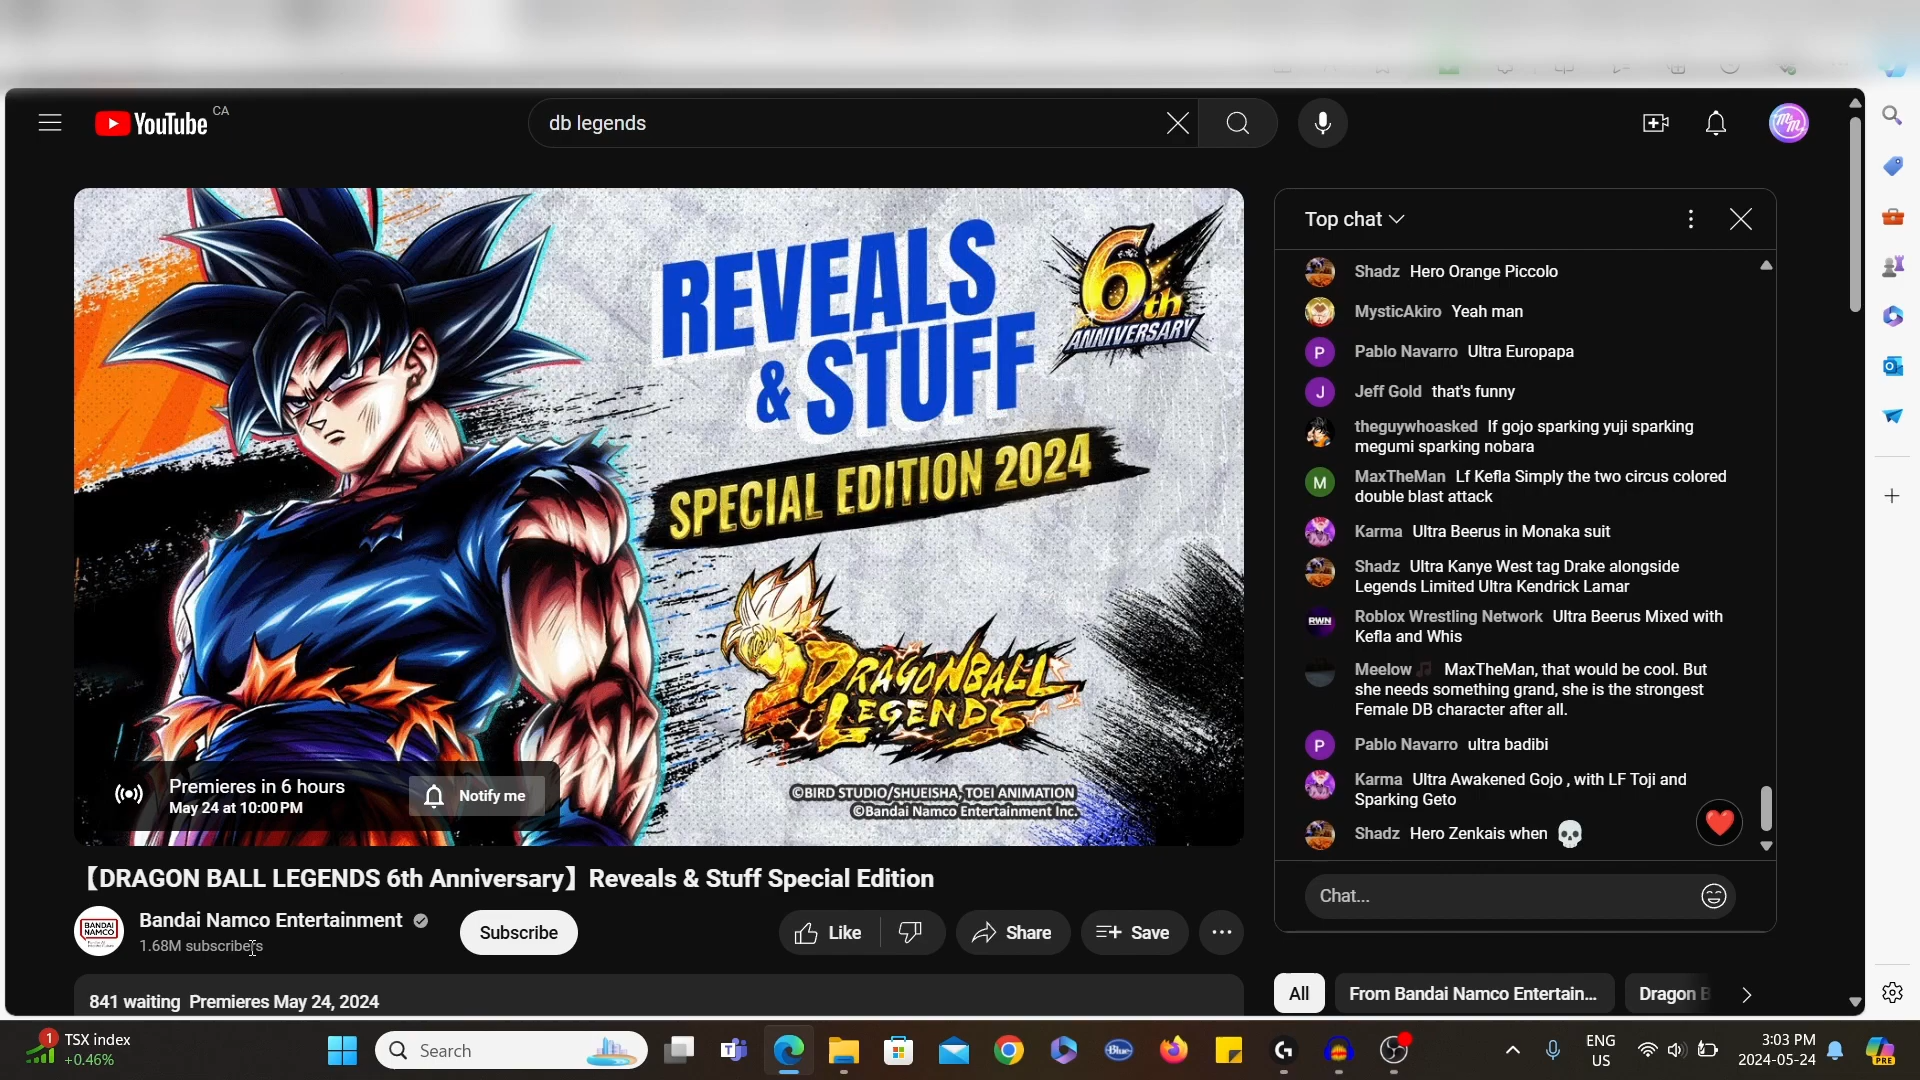 YouTube CA
db legends
REVEALS
& STUFF
SPECIAL EDITION 2024
6th
ANNIVERSARY
DRAGONBALL
LEGENDS
Premieres in 6 hours
May 24 at 10:00 PM
Notify me
©BIRD STUDIO/SHUEISHA, TOEI ANIMATION
©Bandai Namco Entertainment Inc.
【DRAGON BALL LEGENDS 6th Anniversary】Reveals & Stuff Special Edition
BANDAI
NAMCO
Bandai Namco Entertainment
1.68M subscribers
Subscribe
Like
Share
Save
841 waiting Premieres May 24, 2024
Top chat
Shadz Hero Orange Piccolo
MysticAkiro Yeah man
P
Pablo Navarro Ultra Europapa
J
Jeff Gold that's funny
theguywhoasked If gojo sparking yuji sparking
megumi sparking nobara
M
MaxTheMan Lf Kefla Simply the two circus colored
double blast attack
Karma Ultra Beerus in Monaka suit
Shadz Ultra Kanye West tag Drake alongside
Legends Limited Ultra Kendrick Lamar
RWN
Roblox Wrestling Network Ultra Beerus Mixed with
Kefla and Whis
Meelow🎵 MaxTheMan, that would be cool. But
she needs something grand, she is the strongest
Female DB character after all.
P
Pablo Navarro ultra badibi
Karma Ultra Awakened Gojo , with LF Toji and
Sparking Geto
Shadz Hero Zenkais when 💀
Chat...
All
From Bandai Namco Entertain...
Dragon B
1
TSX index
+0.46%
Search
Blue
ENG
US
3:03 PM
2024-05-24
PRE